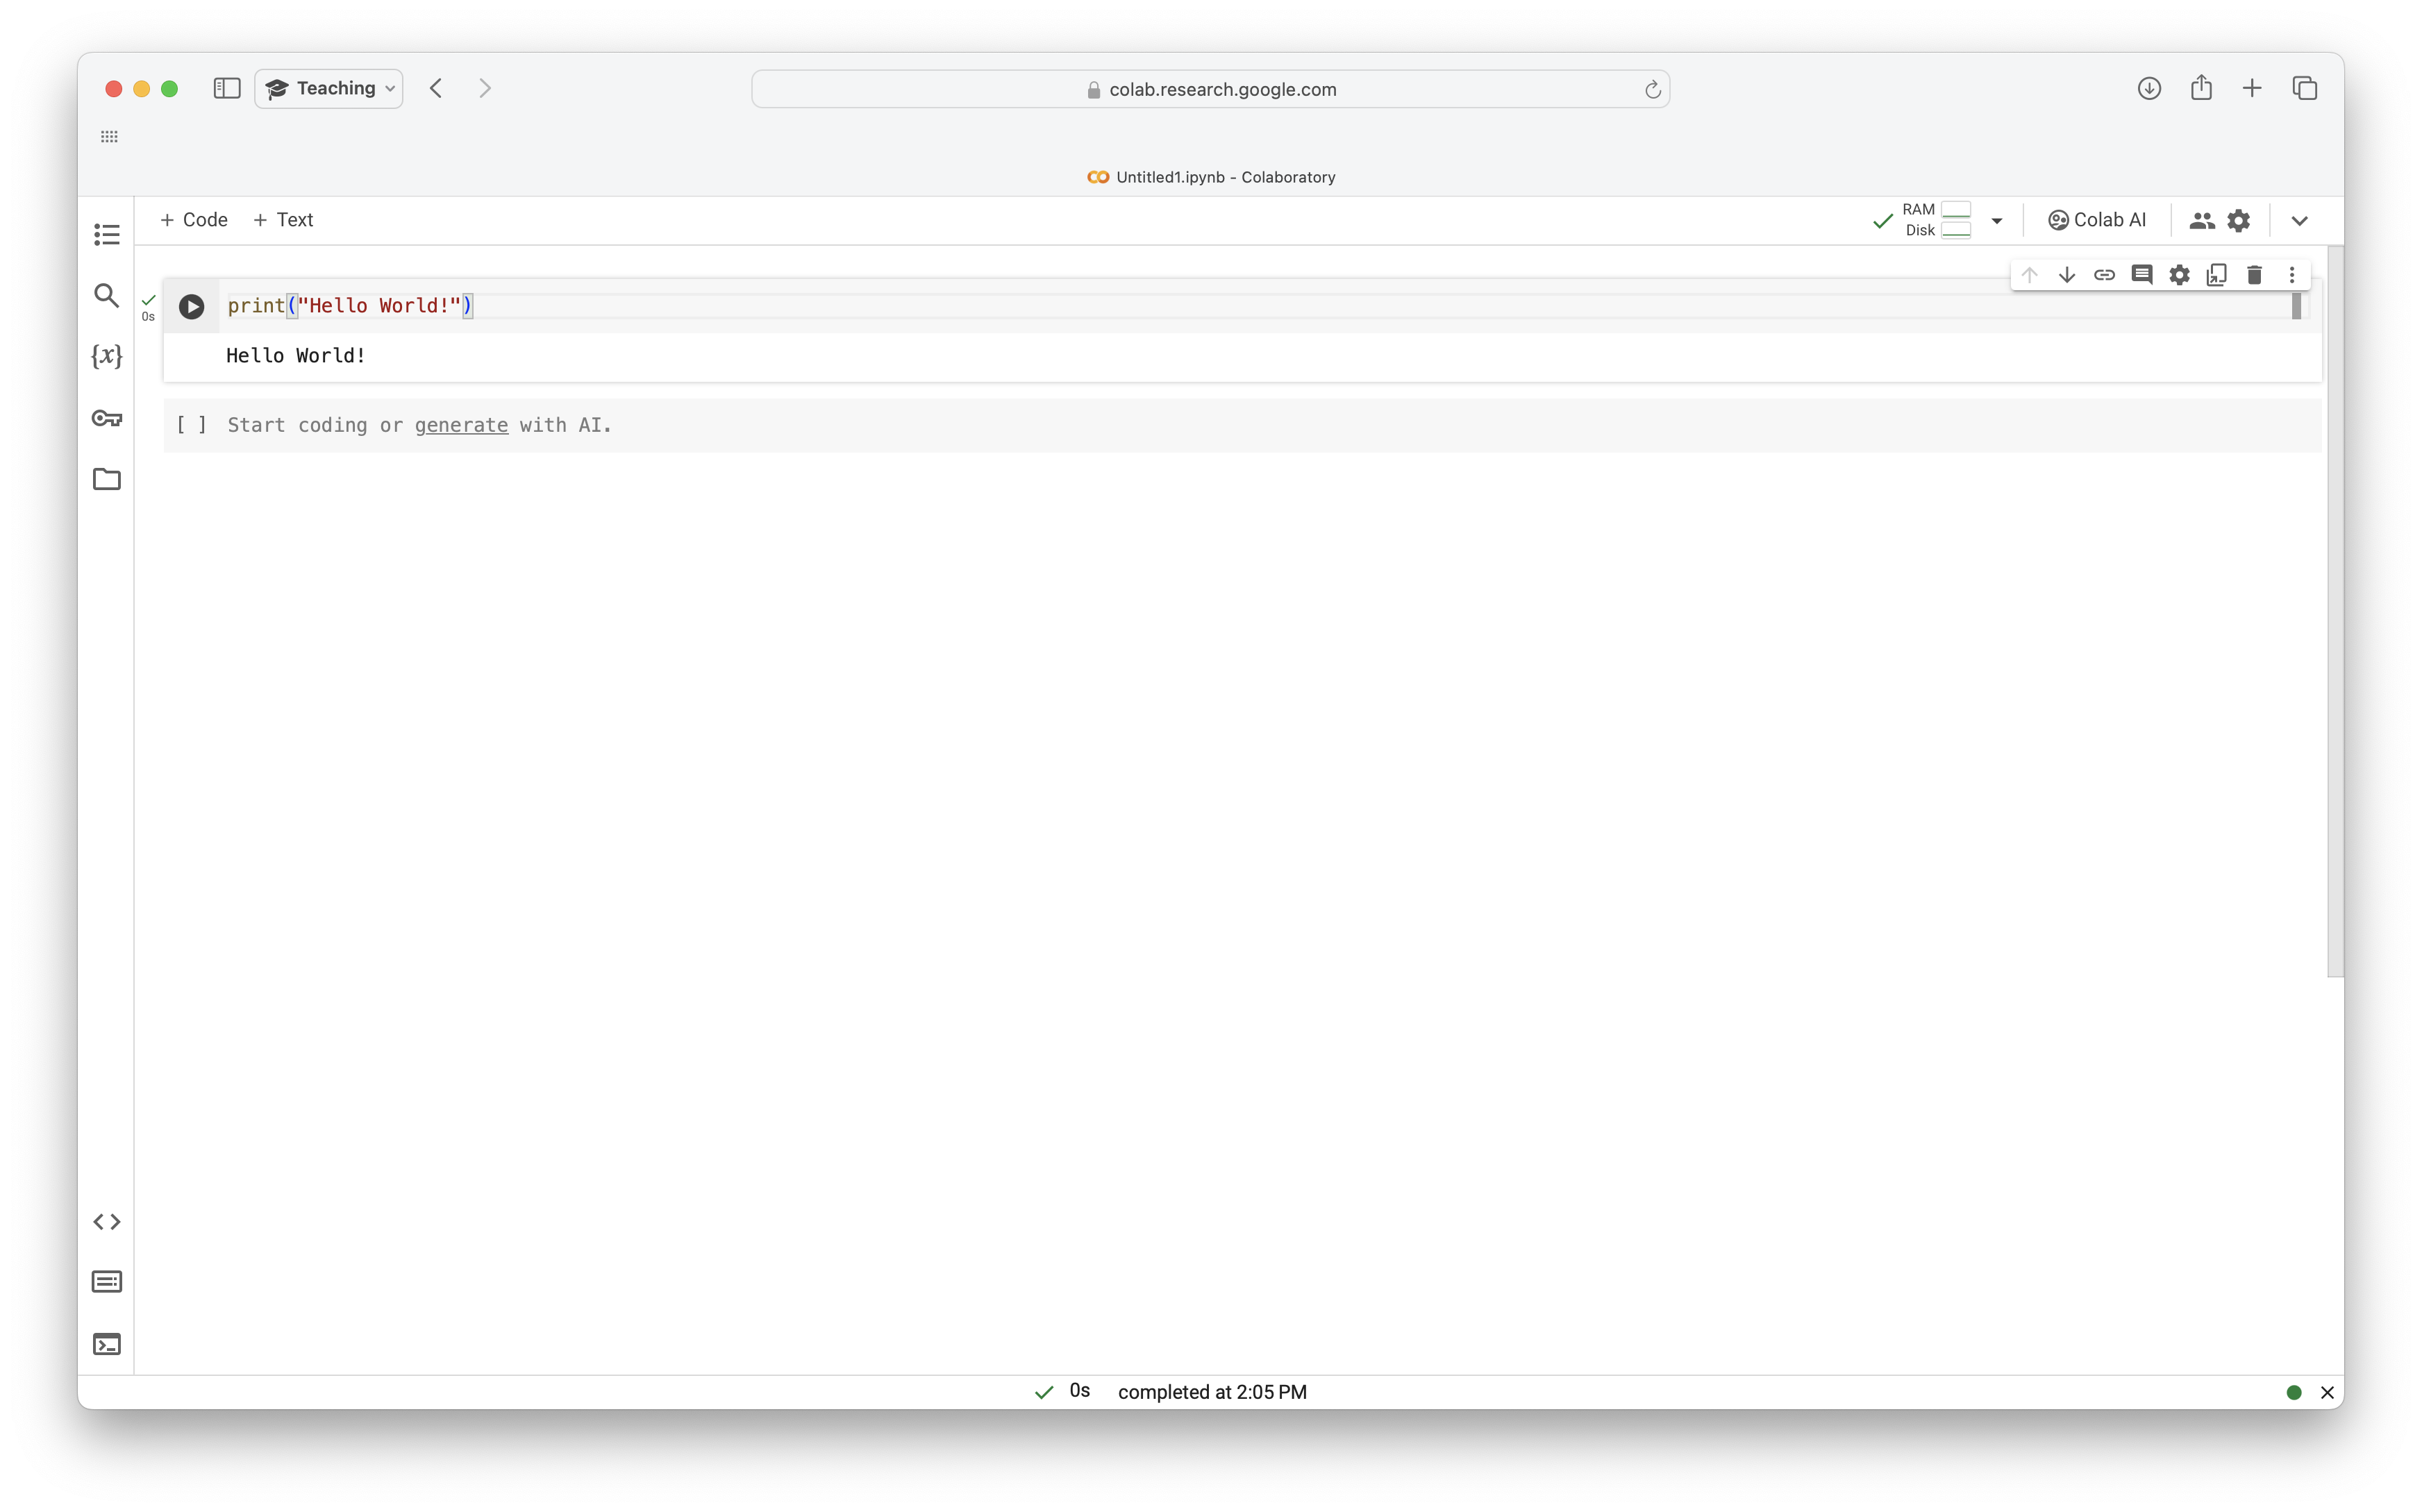 Teaching
colab.research.google.com
Untitled1.ipynb - Colaboratory
+ Code + Text
RAM
Disk
Colab AI
print("Hello World!")
0s
Hello World!
[ ] Start coding or generate with AI.
{x}
0s completed at 2:05 PM